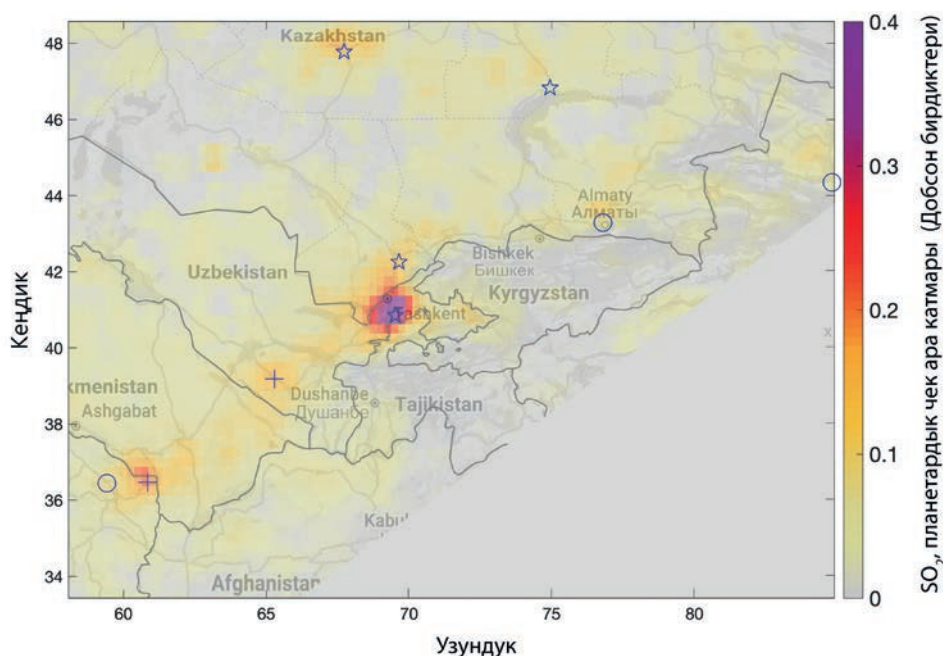 48
46
44
42
40
38
36
34
Кеңдик
60
65
70
75
80
Узундук
Kazakhstan
Almaty
Алматы
Bishkek
Бишкек
Uzbekistan
Kyrgyzstan
Tashkent
kmenistan
Ashgabat
Dushanbe
Душанбе
Tajikistan
Kabul
Afghanistan
0.4
0.3
0.2
0.1
0
SO₂, планетардык чек ара катмары (Добсон бирдиктери)